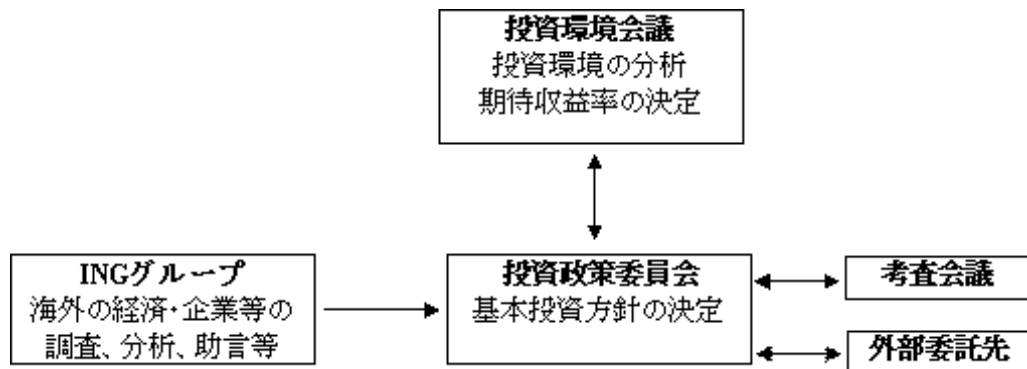 投資環境会議
投資環境の分析
期待収益率の決定
INGグループ
海外の経済・企業等の
調査、分析、助言等
投資政策委員会
基本投資方針の決定
考査会議
外部委託先